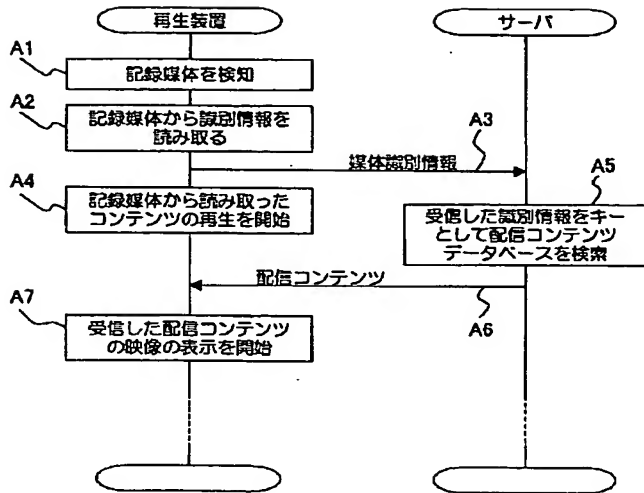 再生装置
サーバ
A1
記録媒体を検知
A2
記録媒体から識別情報を
読み取る
A3
媒体識別情報
A4
記録媒体から読み取った
コンテンツの再生を開始
A5
受信した識別情報をキー
として配信コンテンツ
データベースを検索
配信コンテンツ
A6
A7
受信した配信コンテンツ
の映像の表示を開始